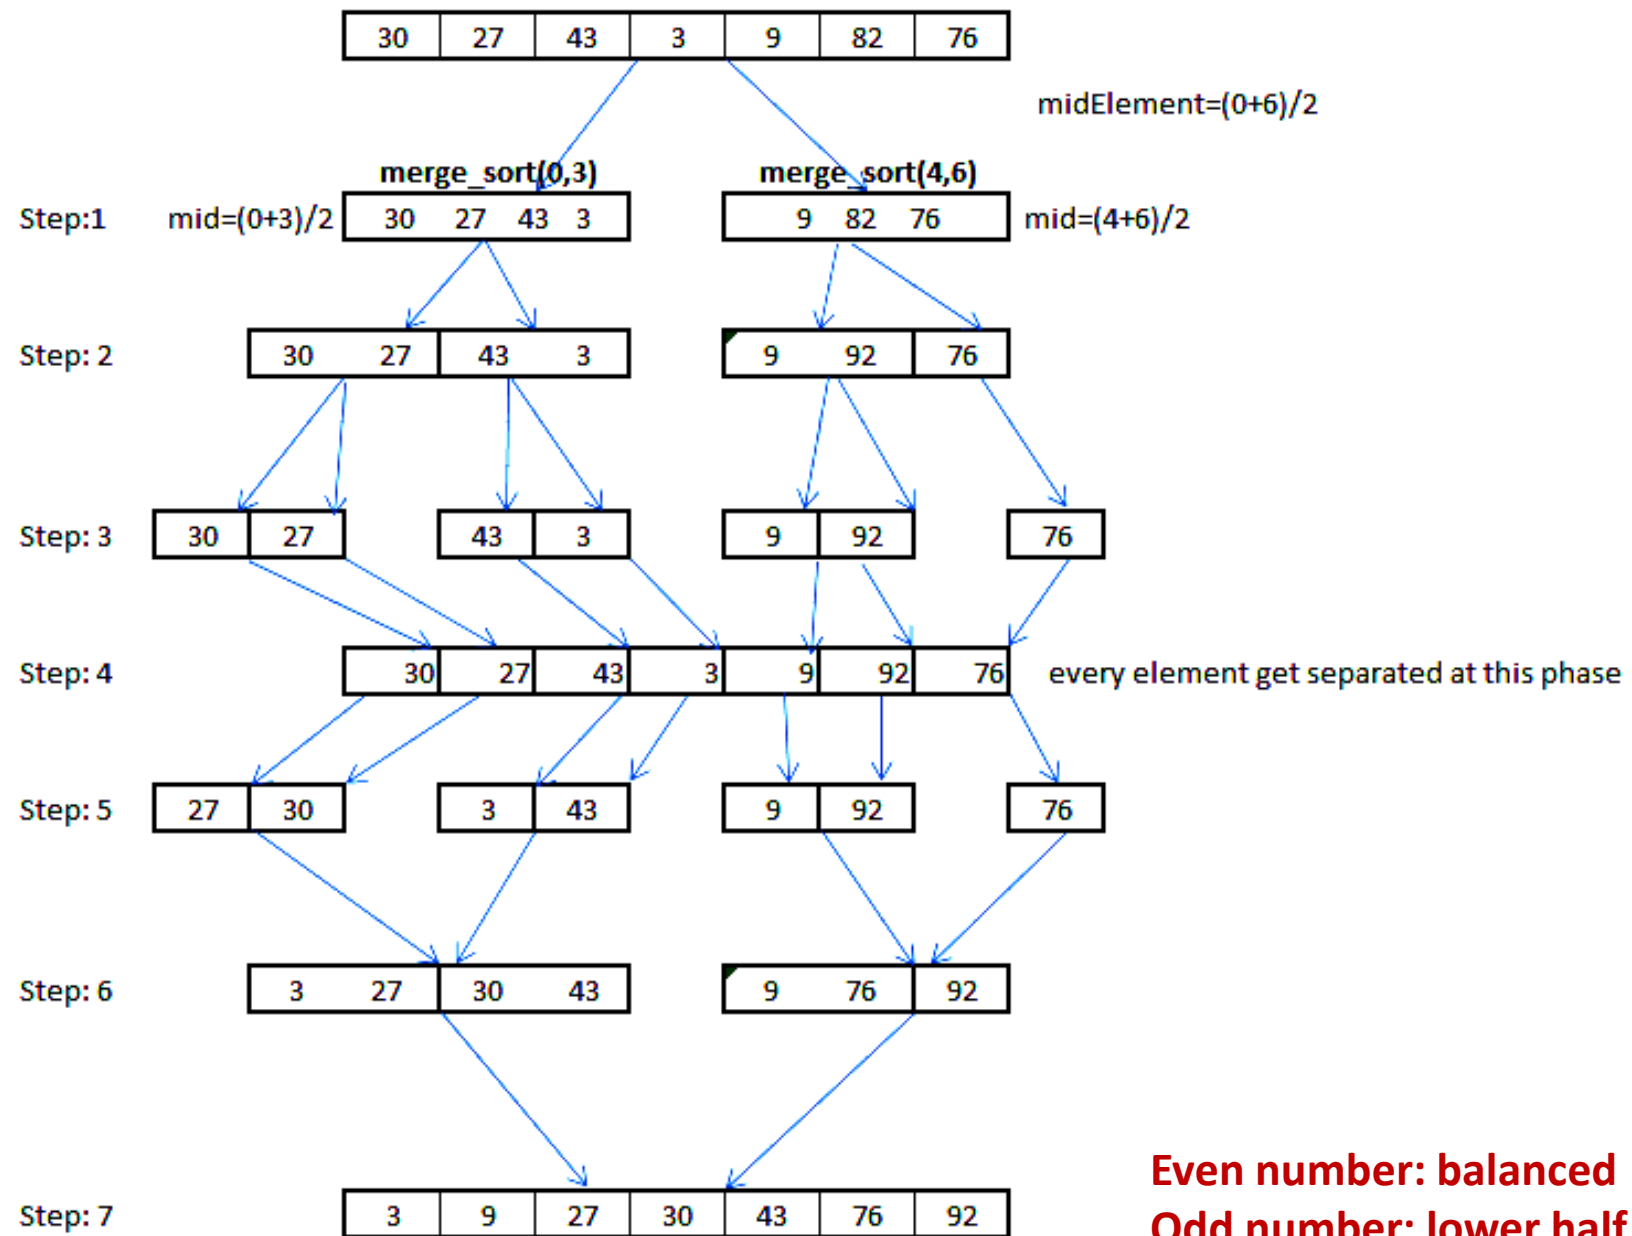 30 27 43 3 9 82 76
midElement=(0+6)/2
merge_sort(0,3) merge_sort(4,6)
Step:1 mid=(0+3)/2 30 27 43 3 9 82 76 mid=(4+6)/2
Step: 2 30 27 43 3 9 92 76
Step: 3 30 27 43 3 9 92 76
Step: 4 30 27 43 3 9 92 76 every element get separated at this phase
Step: 5 27 30 3 43 9 92 76
Step: 6 3 27 30 43 9 76 92
Even number: balanced
Step: 7 3 9 27 30 43 76 92
Odd number: lower half